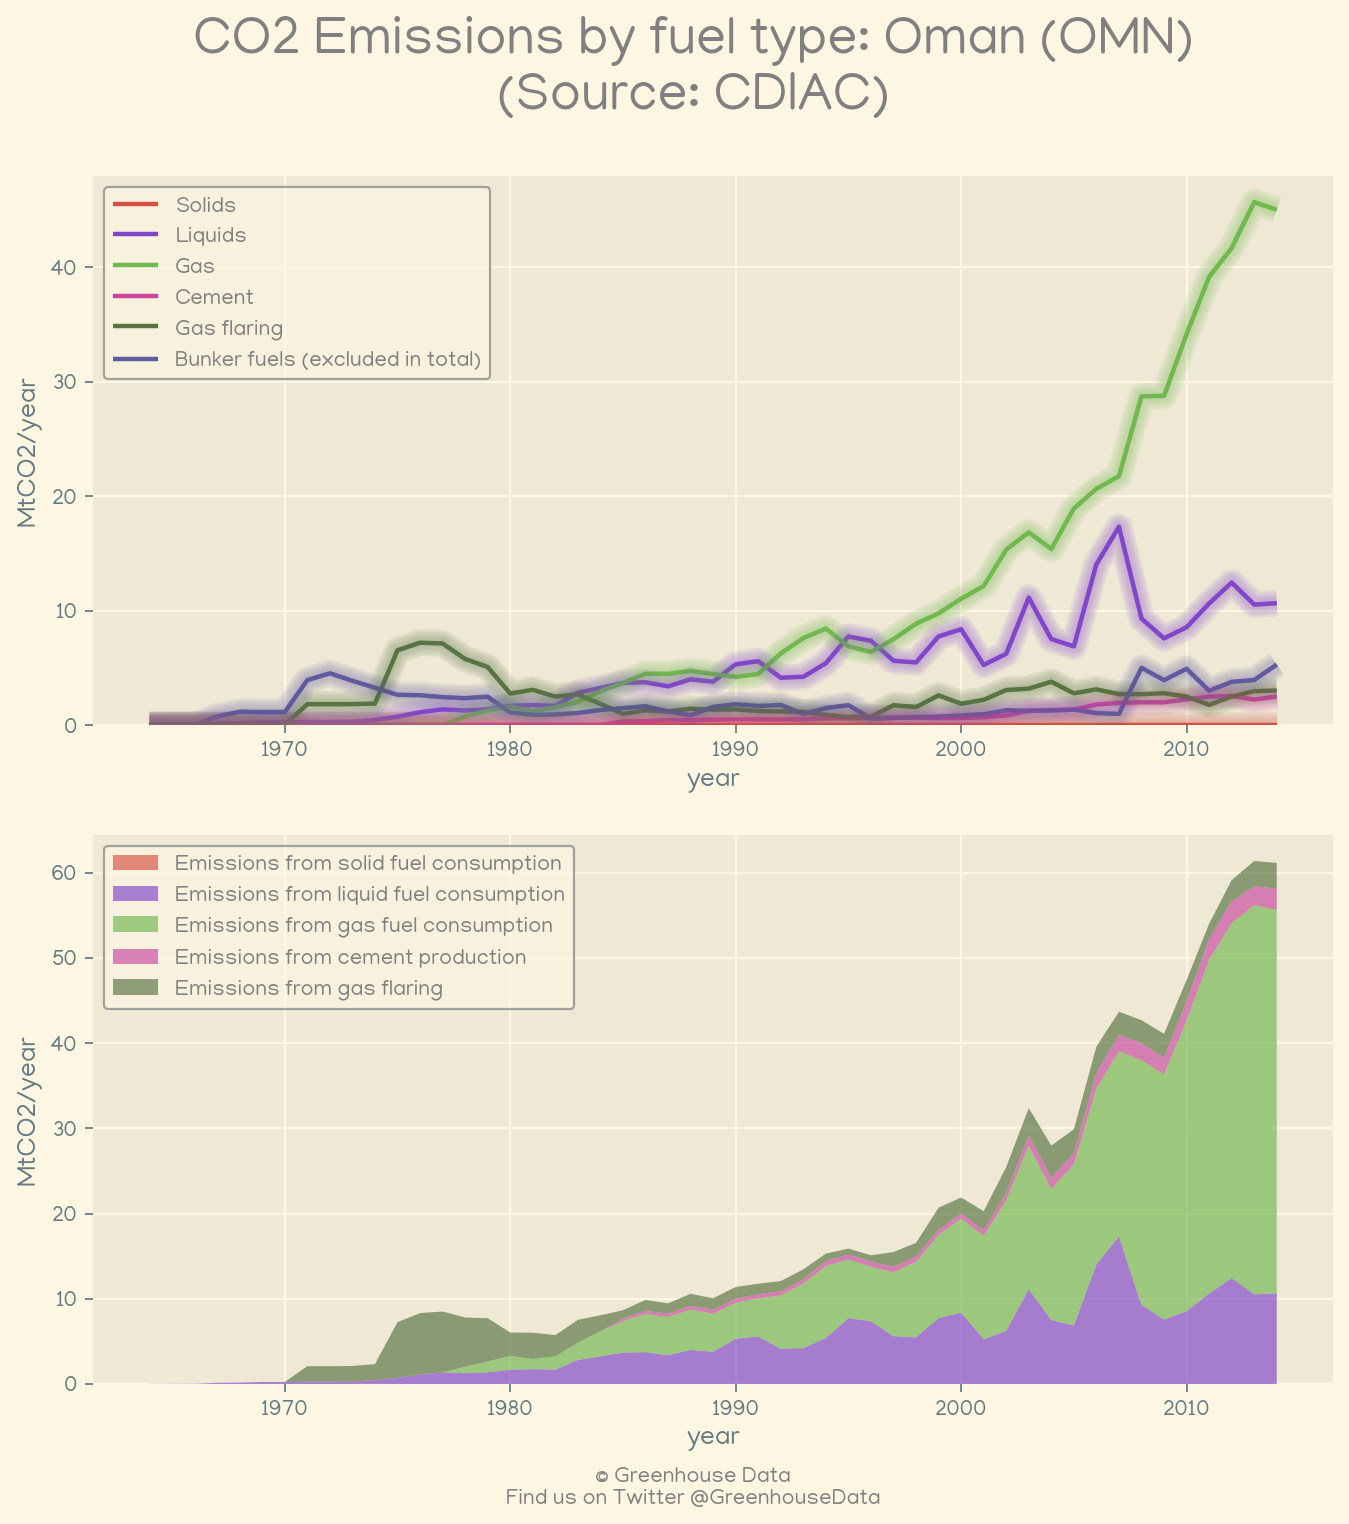 CO2 Emissions by fuel type: Oman (OMN)
(Source: CDIAC)
Solids
Liquids
Gas
Cement
Gas flaring
Bunker fuels (excluded in total)
MtCO2/year
40
30
20
10
0
1970 1980 1990 2000 2010
year
Emissions from solid fuel consumption
Emissions from liquid fuel consumption
Emissions from gas fuel consumption
Emissions from cement production
Emissions from gas flaring
MtCO2/year
60
50
40
30
20
10
0
1970 1980 1990 2000 2010
year
© Greenhouse Data
Find us on Twitter @GreenhouseData